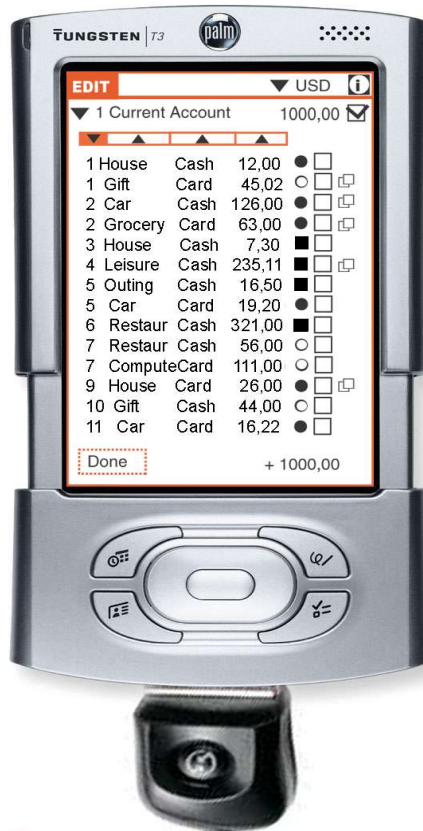 TUNGSTEN | T3
palm
EDIT USD i
1 Current Account 1000,00
1 House Cash 12,00
1 Gift Card 45,02
2 Car Cash 126,00
2 Grocery Card 63,00
3 House Cash 7,30
4 Leisure Cash 235,11
5 Outing Cash 16,50
5 Car Card 19,20
6 Restaur Cash 321,00
7 Restaur Cash 56,00
7 ComputeCard 111,00
9 House Card 26,00
10 Gift Cash 44,00
11 Car Card 16,22
Done + 1000,00